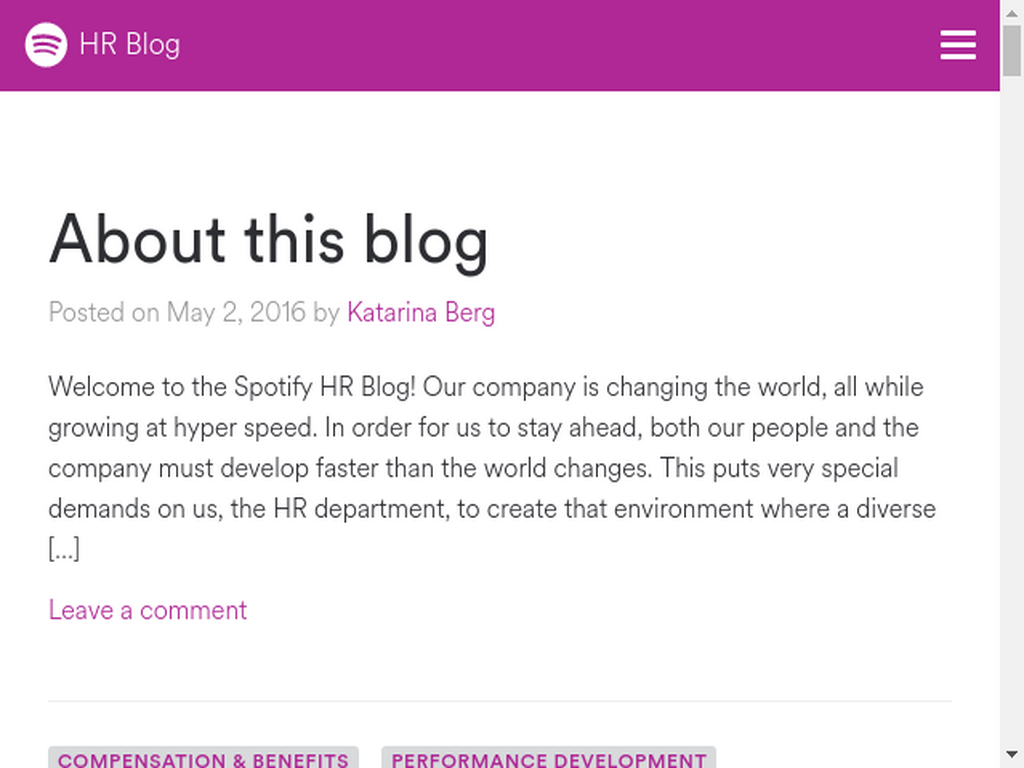 HR Blog
About this blog
Posted on May 2, 2016 by Katarina Berg
Welcome to the Spotify HR Blog! Our company is changing the world, all while
growing at hyper speed. In order for us to stay ahead, both our people and the
company must develop faster than the world changes. This puts very special
demands on us, the HR department, to create that environment where a diverse
[...]
Leave a comment
COMPENSATION & BENEFITS PERFORMANCE DEVELOPMENT